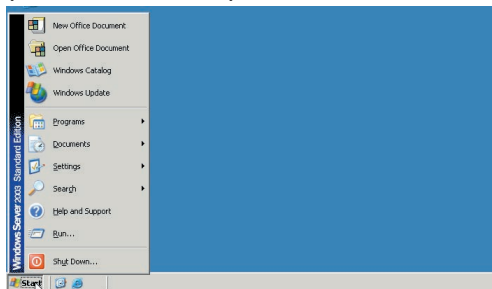 New Office Document
Open Office Document
Windows Catalog
Windows Update
Programs
Documents
Settings
Search
Help and Support
Run...
Shut Down...
Windows Server 2003 Standard Edition
Start